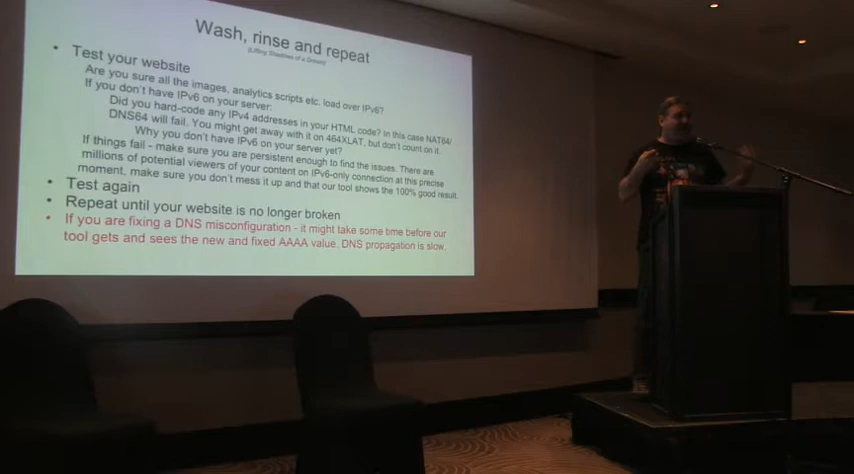 Wash, rinse and repeat
(Lifting Shadows of a Dream)
• Test your website
Are you sure all the images, analytics scripts etc. load over IPv6?
If you don't have IPv6 on your server:
Did you hard-code any IPv4 addresses in your HTML code? In this case NAT64/
DNS64 will fail. You might get away with it on 464XLAT, but don't count on it.
Why you don't have IPv6 on your server yet?
If things fail - make sure you are persistent enough to find the issues. There are
millions of potential viewers of your content on IPv6-only connection at this precise
moment, make sure you don't mess it up and that our tool shows the 100% good result.
• Test again
• Repeat until your website is no longer broken
• If you are fixing a DNS misconfiguration - it might take some time before our
tool gets and sees the new and fixed AAAA value. DNS propagation is slow.